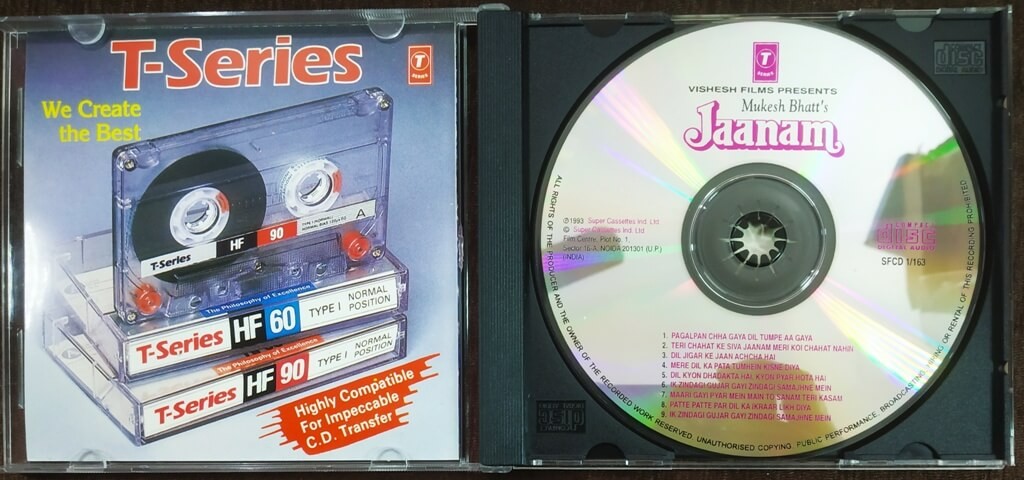 T-Series
T
SERIES
We Create
the Best
TYPE I (NORMAL)
A
HF 90
T-Series
The Philosophy of Excellence
T-Series HF 60 TYPE I NORMAL POSITION
The Philosophy of Excellence
T-Series HF 90 TYPE I NORMAL POSITION
Highly Compatible
For Impeccable
C.D. Transfer
T
SERIES
VISHESH FILMS PRESENTS
Mukesh Bhatt's
Jaanam
℗ 1993 Super Cassettes Ind. Ltd
© Super Cassettes Ind. Ltd
Film Centre, Plot No. 1,
Sector 16-A, NOIDA 201301 (U.P.)
(INDIA)
COMPACT
disc
DIGITAL AUDIO
SFCD 1/163
1. PAGALPAN CHHA GAYA DIL TUMPE AA GAYA
2. TERI CHAHAT KE SIVA JAANAM MERI KOI CHAHAT NAHIN
3. DIL JIGAR KE JAAN ACHCHA HAI
4. MERE DIL KA PATA TUMHEIN KISNE DIYA
5. DIL KYON DHADAKTA HAI, KYON PYAR HOTA HAI
6. IK ZINDAGI GUJAR GAYI ZINDAGI SAMAJHNE MEIN
7. MAARI GAYI PYAR MEIN MAIN TO SANAM TERI KASAM
8. PATTE PATTE PAR DIL KA IKRAAR LIKH DIYA
9. IK ZINDAGI GUJAR GAYI ZINDAGI SAMAJHNE MEIN
ALL RIGHTS OF THE PRODUCER AND THE OWNER OF THE RECORDED WORK RESERVED. UNAUTHORISED COPYING, PUBLIC PERFORMANCE, BROADCASTING, HIRING OR RENTAL OF THIS RECORDING PROHIBITED
COMPACT
disc
DIGITAL AUDIO